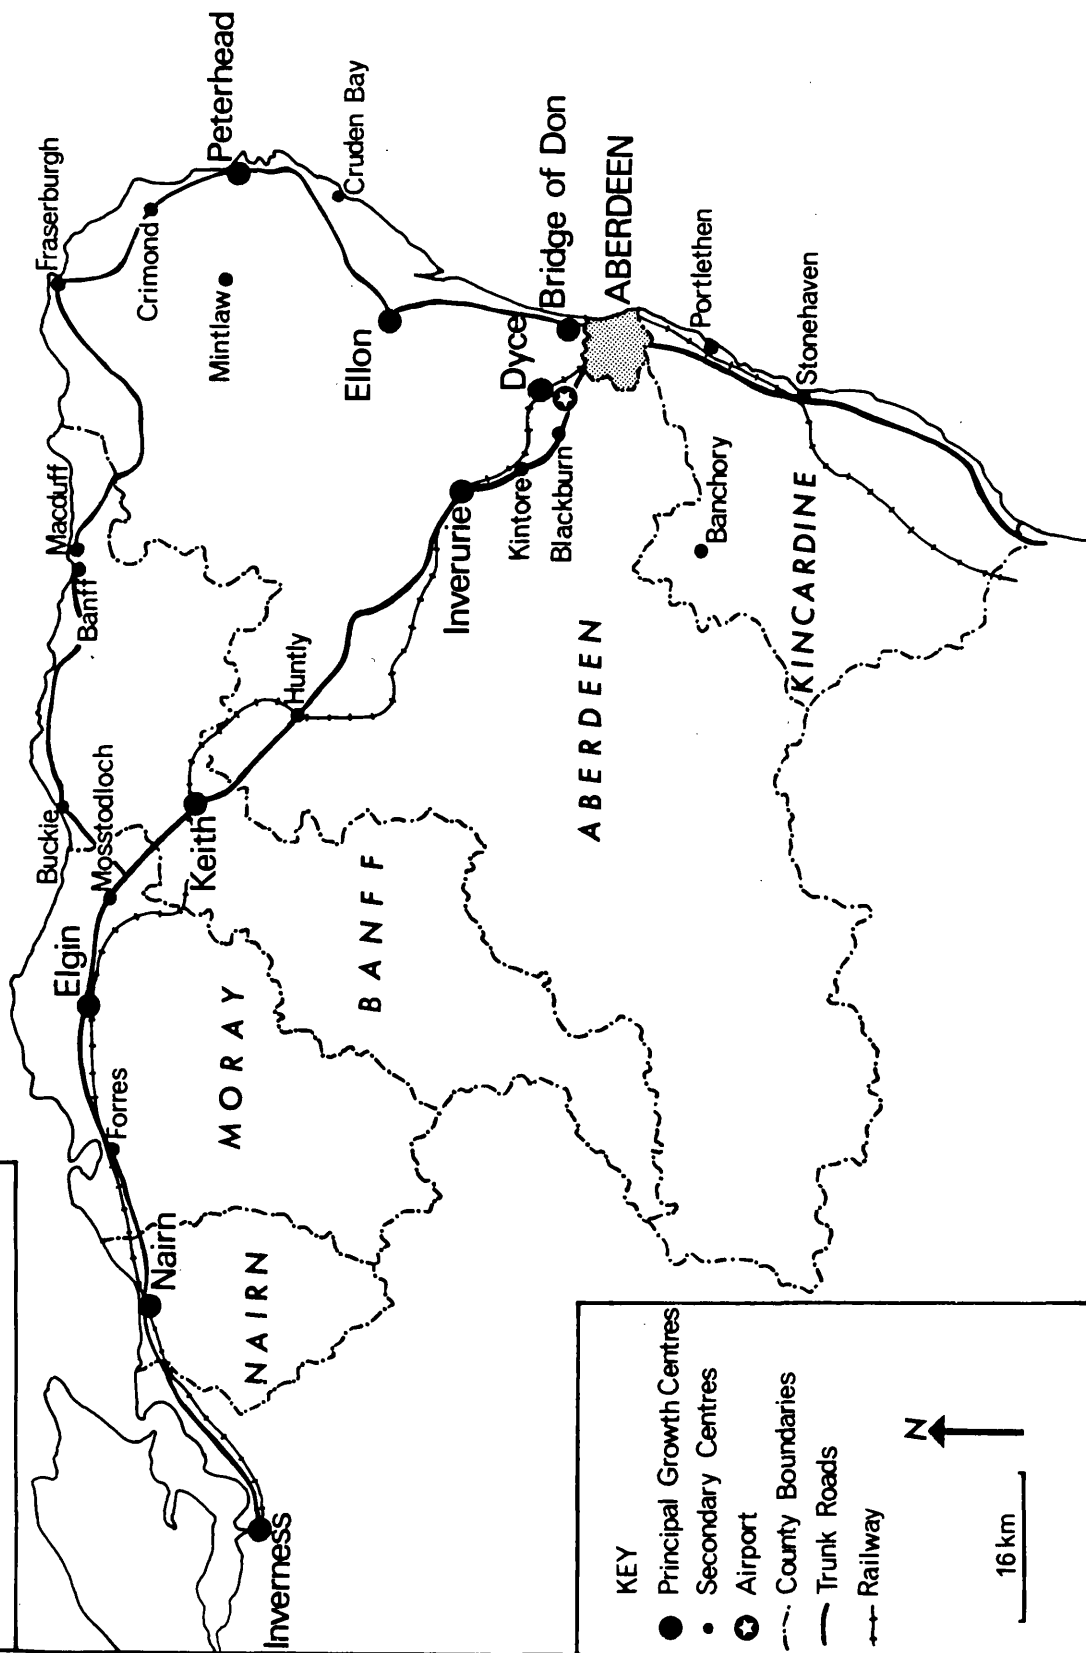 Fraserburgh
Crimond
Peterhead
Mintlaw
Cruden Bay
Ellon
Macduff
Banff
Buckie
Mosstodloch
Elgin
Forres
Nairn
Inverness
Keith
Huntly
Inverurie
Kintore
Blackburn
Dyce
Bridge of Don
ABERDEEN
Portlethen
Stonehaven
Banchory
NAIRN
MORAY
BANFF
ABERDEEN
KINCARDINE
KEY
Principal Growth Centres
Secondary Centres
Airport
County Boundaries
Trunk Roads
Railway
16 km
N